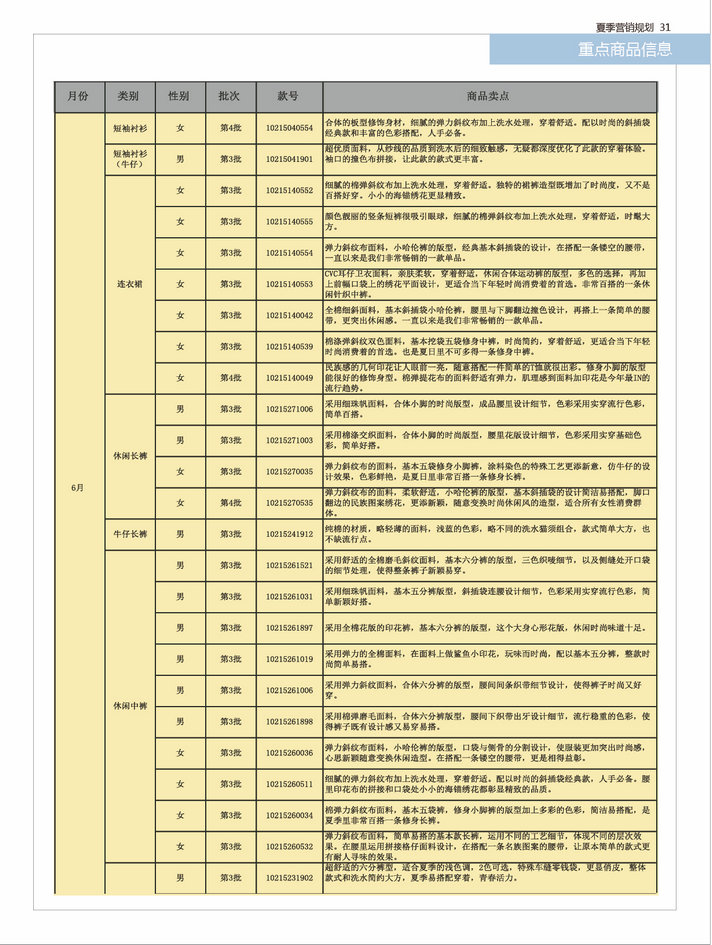 夏季营销规划 31
重点商品信息
月份 类别 性别 批次 款号 商品卖点
6月
短袖衬衫 女 第4批 10215040554 合体的板型修饰身材，细腻的弹力斜纹布加上洗水处理，穿着舒适。配以时尚的斜插袋
经典款和丰富的色彩搭配，人手必备。
短袖衬衫
（牛仔） 男 第3批 10215041901 超优质面料，从纱线的品质到洗水后的细致触感，无疑都深度优化了此款的穿着体验。
袖口的撞色布拼接，让此款的款式更丰富。
连衣裙
女 第3批 10215140552 细腻的棉弹斜纹布加上洗水处理，穿着舒适。独特的裙裤造型既增加了时尚度，又不是
百搭好穿。小小的海锚绣花更显精致。
女 第3批 10215140555 颜色靓丽的竖条短裤很吸引眼球，细腻的棉弹斜纹布加上洗水处理，穿着舒适，时髦大
方。
女 第3批 10215140554 弹力斜纹布面料，小哈伦裤的版型，经典基本斜插袋的设计，在搭配一条镂空的腰带，
一直以来是我们非常畅销的一款单品。
女 第3批 10215140553 CVC耳仔卫衣面料，亲肤柔软，穿着舒适，休闲合体运动裤的版型，多色的选择，再加
上前幅口袋上的绣花平面设计，更适合当下年轻时尚消费着的首选。非常百搭的一条休
闲针织中裤。
女 第3批 10215140042 全棉细斜面料，基本斜插袋小哈伦裤，腰里与下脚翻边撞色设计，再搭上一条简单的腰
带，更突出休闲感。一直以来是我们非常畅销的一款单品。
女 第3批 10215140539 棉涤弹斜纹双色面料，基本挖袋五袋修身中裤，时尚简约，穿着舒适，更适合当下年轻
时尚消费着的首选。也是夏日里不可多得一条修身中裤。
女 第4批 10215140049 民族感的几何印花让人眼前一亮，随意搭配一件简单的T恤就很出彩。修身小脚的版型
能很好的修饰身型。棉弹提花布的面料舒适有弹力，肌理感到面料加印花是今年最IN的
流行趋势。
休闲长裤
男 第3批 10215271006 采用细珠帆面料，合体小脚的时尚版型，成品腰里设计细节，色彩采用实穿流行色彩，
简单百搭。
男 第3批 10215271003 采用棉涤交织面料，合体小脚的时尚版型，腰里花版设计细节，色彩采用实穿基础色
彩，简单好搭。
女 第3批 10215270035 弹力斜纹布的面料，基本五袋修身小脚裤，涂料染色的特殊工艺更添新意，仿牛仔的设
计效果，色彩鲜艳，是夏日里非常百搭一条修身长裤。
女 第4批 10215270535 弹力斜纹布的面料，柔软舒适，小哈伦裤的版型，基本斜插袋的设计简洁易搭配，脚口
翻边的民族图案绣花，更添新颖，随意变换时尚休闲风的造型，适合所有女性消费群
体。
牛仔长裤 男 第3批 10215241912 纯棉的材质，略轻薄的面料，浅蓝的色彩，略不同的洗水猫须组合，款式简单大方，也
不缺流行点。
休闲中裤
男 第3批 10215261521 采用舒适的全棉磨毛斜纹面料，基本六分裤的版型，三色织唛细节，以及侧缝处开口袋
的细节处理，使得整条裤子新颖易穿。
男 第3批 10215261031 采用细珠帆面料，基本五分裤版型，斜插袋连腰设计细节，色彩采用实穿流行色彩，简
单新颖好搭。
男 第3批 10215261897 采用全棉花版的印花裤，基本六分裤的版型，这个大身心形花版，休闲时尚味道十足。
男 第3批 10215261019 采用弹力的全棉面料，在面料上做鲨鱼小印花，玩味而时尚，配以基本五分裤，整款时
尚简单易搭。
男 第3批 10215261006 采用弹力斜纹面料，合体六分裤的版型，腰间间条织带细节设计，使得裤子时尚又好
穿。
男 第3批 10215261898 采用棉弹磨毛面料，合体六分裤版型，腰间下织带出牙设计细节，流行稳重的色彩，使
得裤子既有设计感又易穿易搭。
女 第3批 10215260036 弹力斜纹布面料，小哈伦裤的版型，口袋与侧骨的分割设计，使服装更加突出时尚感，
心思新颖随意变换休闲造型。在搭配一条镂空的腰带，更是相得益彰。
女 第3批 10215260511 细腻的弹力斜纹布加上洗水处理，穿着舒适。配以时尚的斜插袋经典款，人手必备。腰
里印花布的拼接和口袋处小小的海锚绣花都彰显精致的品质。
女 第3批 10215260034 棉弹力斜纹布面料，基本五袋裤，修身小脚裤的版型加上多彩的色彩，简洁易搭配，是
夏季里非常百搭一条修身长裤。
女 第3批 10215260532 弹力斜纹布面料，简单易搭的基本款长裤，运用不同的工艺细节，体现不同的层次效
果。在腰里运用拼接格仔面料设计，在搭配一条名族图案的腰带，让原本简单的款式更
有耐人寻味的效果。
男 第3批 10215231902 超舒适的六分裤型，适合夏季的浅色调，2色可选，特殊车缝零钱袋，更显俏皮，整体
款式和洗水简约大方，夏季易搭配穿着，青春活力。